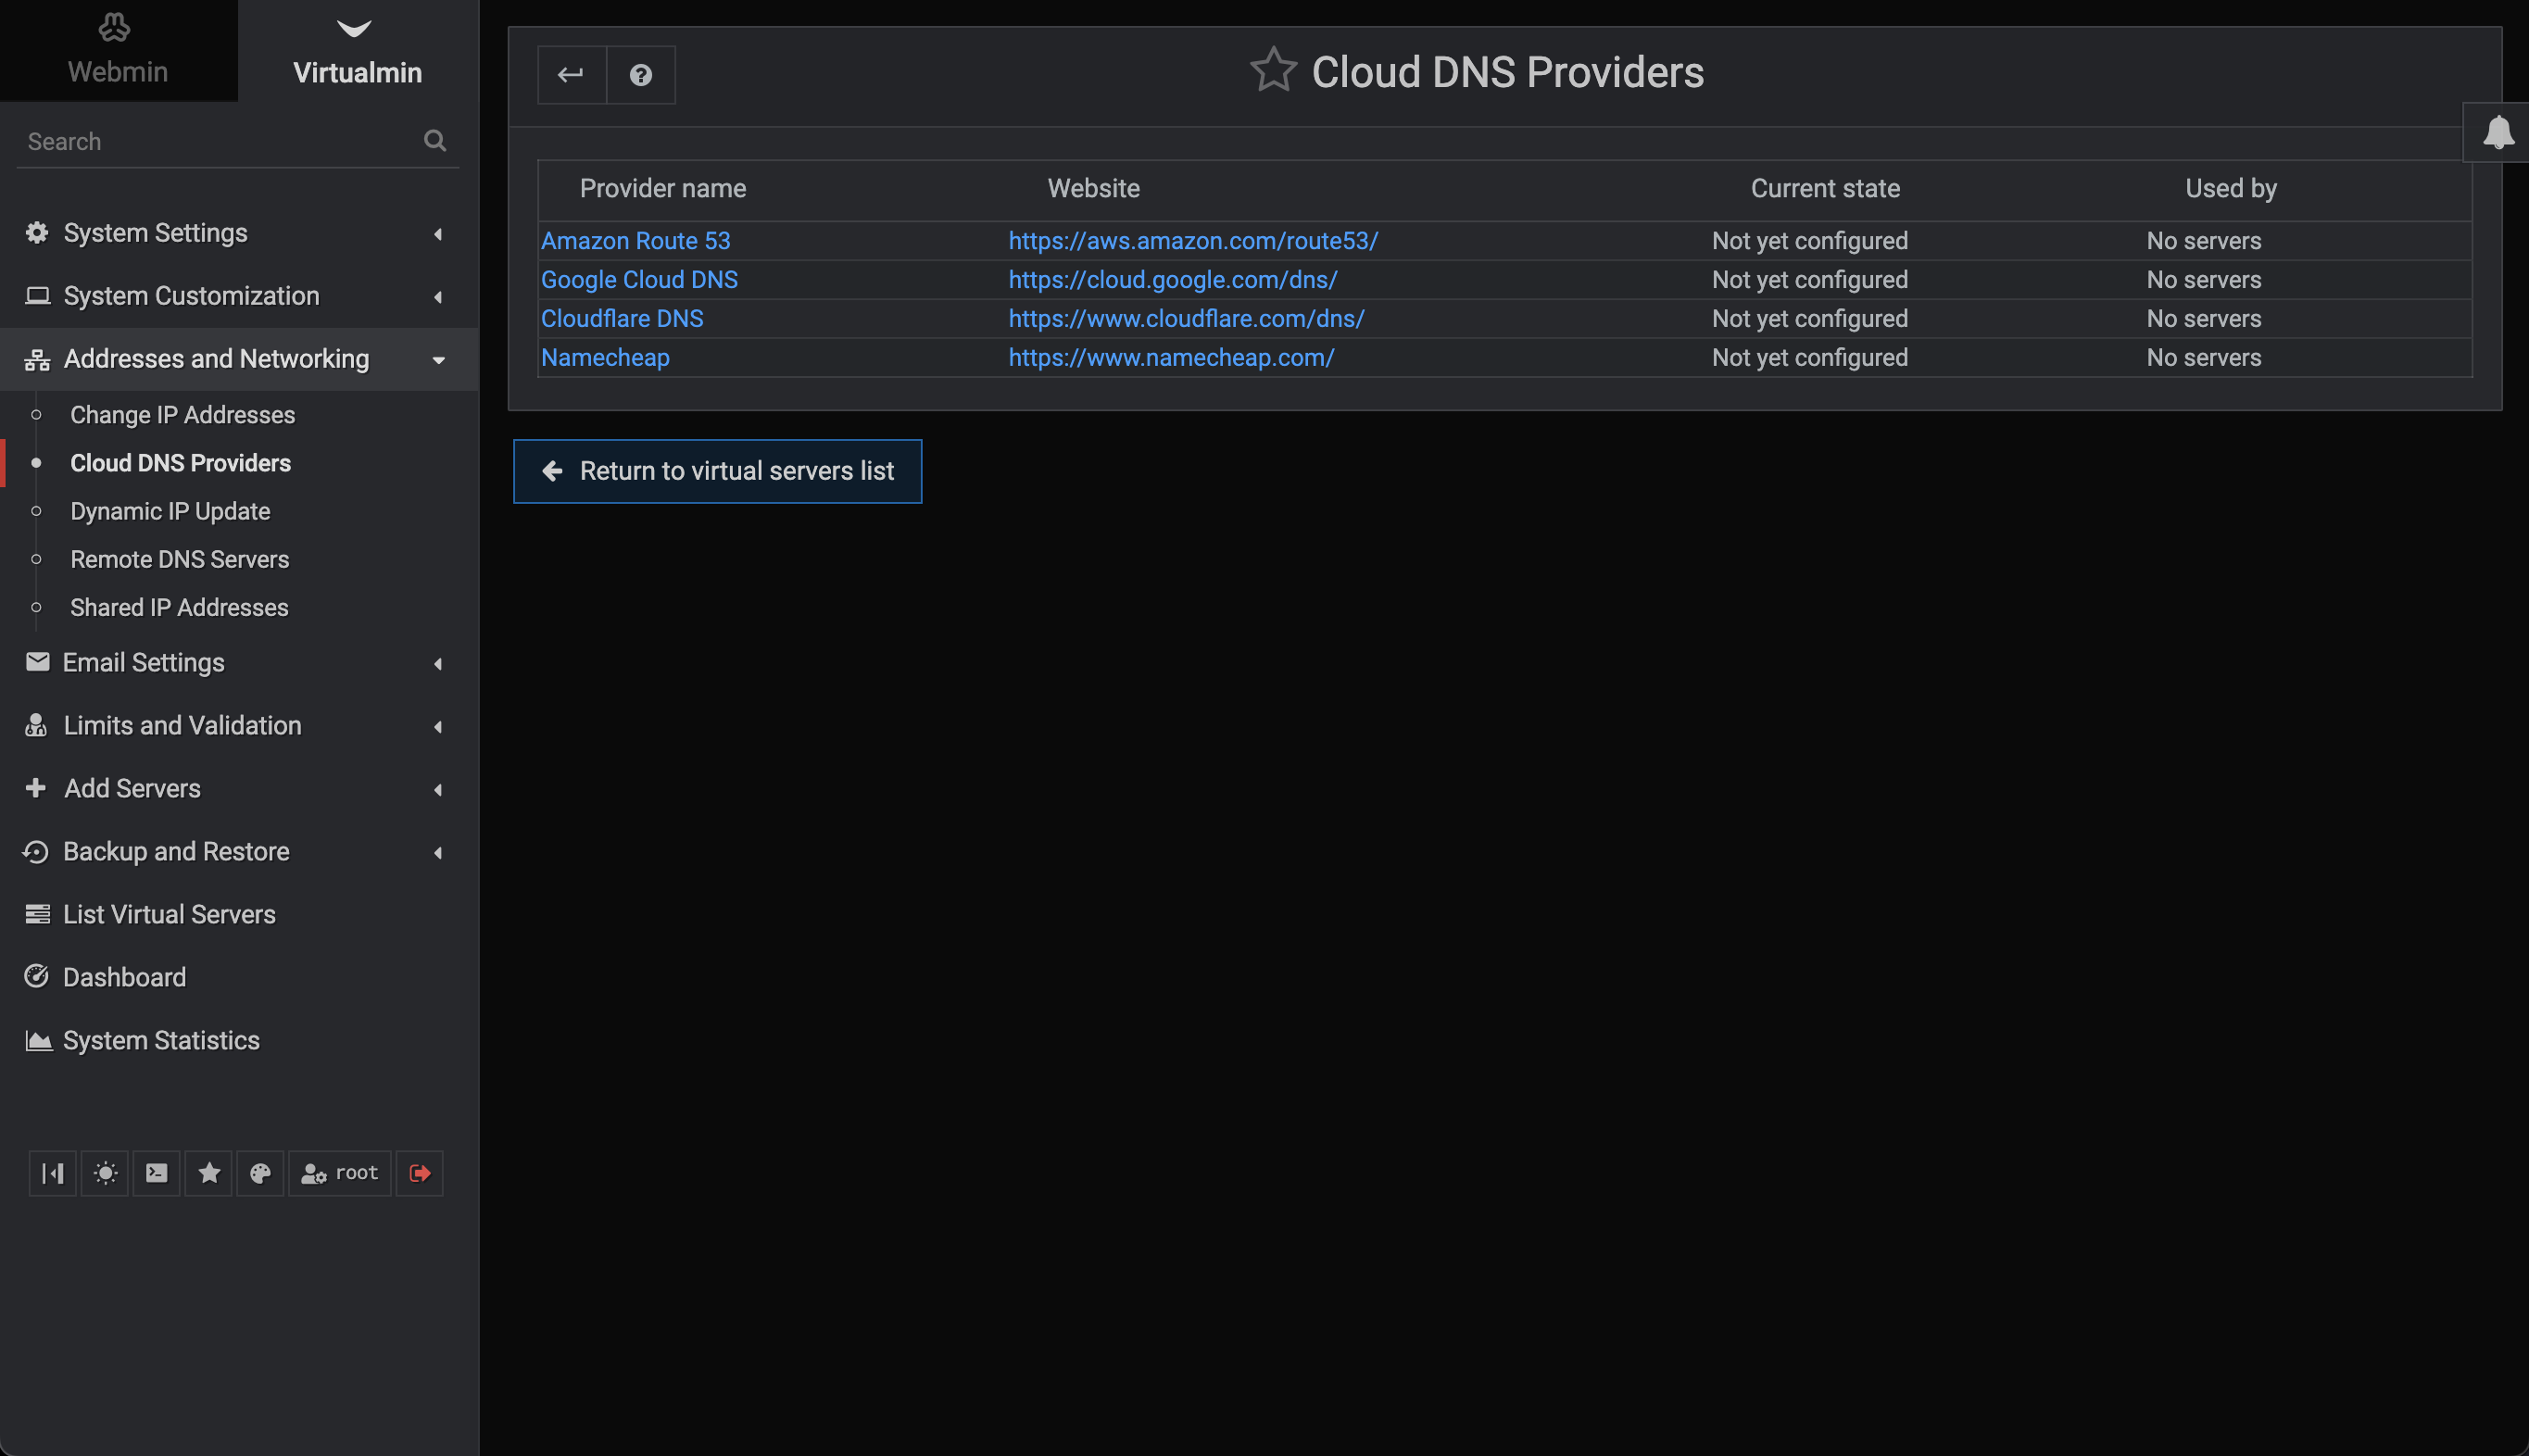 Webmin
Virtualmin
Search
System Settings
System Customization
Addresses and Networking
Change IP Addresses
Cloud DNS Providers
Dynamic IP Update
Remote DNS Servers
Shared IP Addresses
Email Settings
Limits and Validation
Add Servers
Backup and Restore
List Virtual Servers
Dashboard
System Statistics
root
Cloud DNS Providers
Provider name Website Current state Used by
Amazon Route 53 https://aws.amazon.com/route53/ Not yet configured No servers
Google Cloud DNS https://cloud.google.com/dns/ Not yet configured No servers
Cloudflare DNS https://www.cloudflare.com/dns/ Not yet configured No servers
Namecheap https://www.namecheap.com/ Not yet configured No servers
Return to virtual servers list